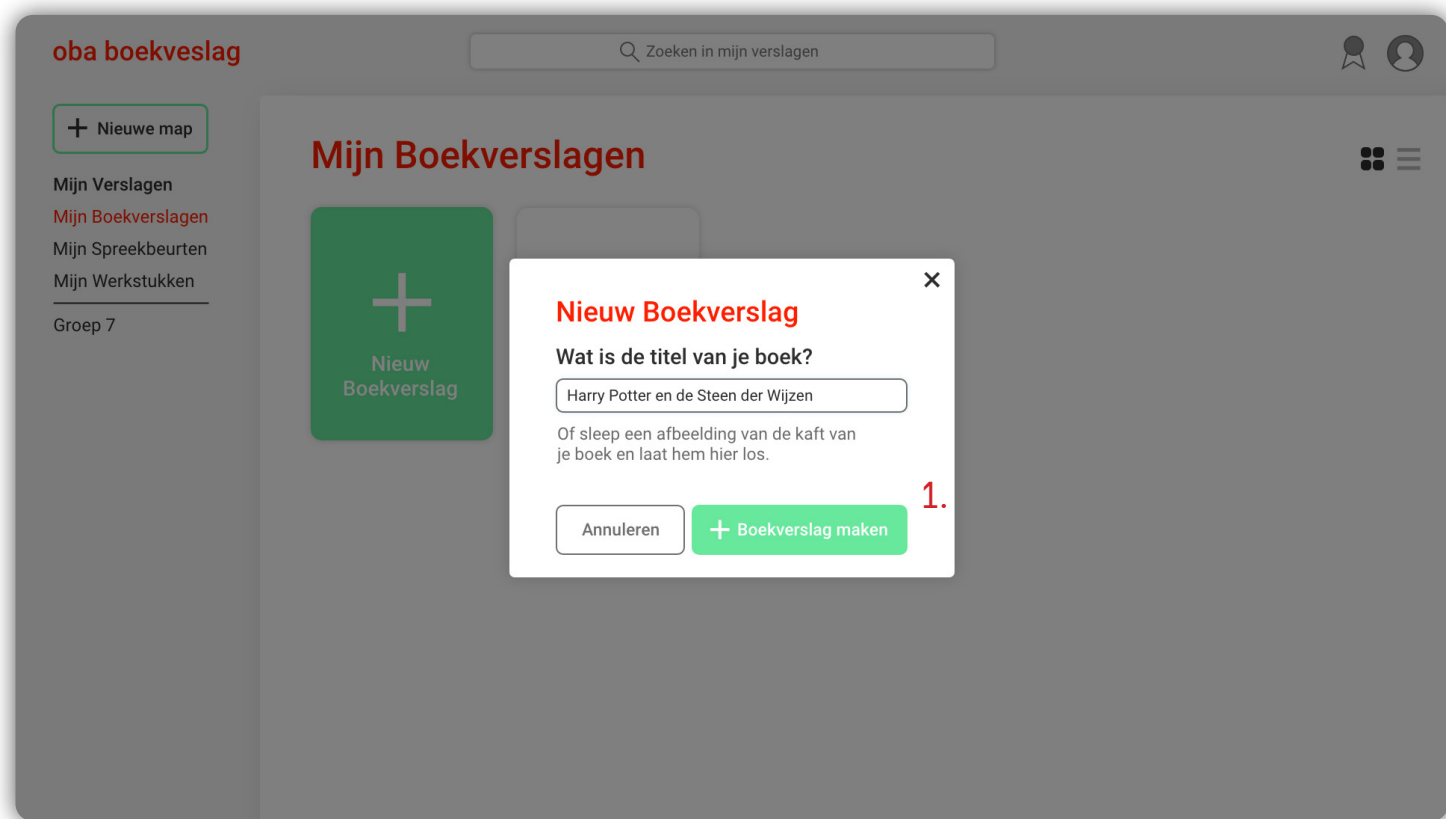 oba boekveslag
Zoeken in mijn verslagen
Nieuwe map
Mijn Verslagen
Mijn Boekverslagen
Mijn Spreekbeurten
Mijn Werkstukken
Groep 7
Mijn Boekverslagen
Nieuw
Boekverslag
Nieuw Boekverslag
Wat is de titel van je boek?
Harry Potter en de Steen der Wijzen
Of sleep een afbeelding van de kaft van
je boek en laat hem hier los.
1.
Annuleren
Boekverslag maken